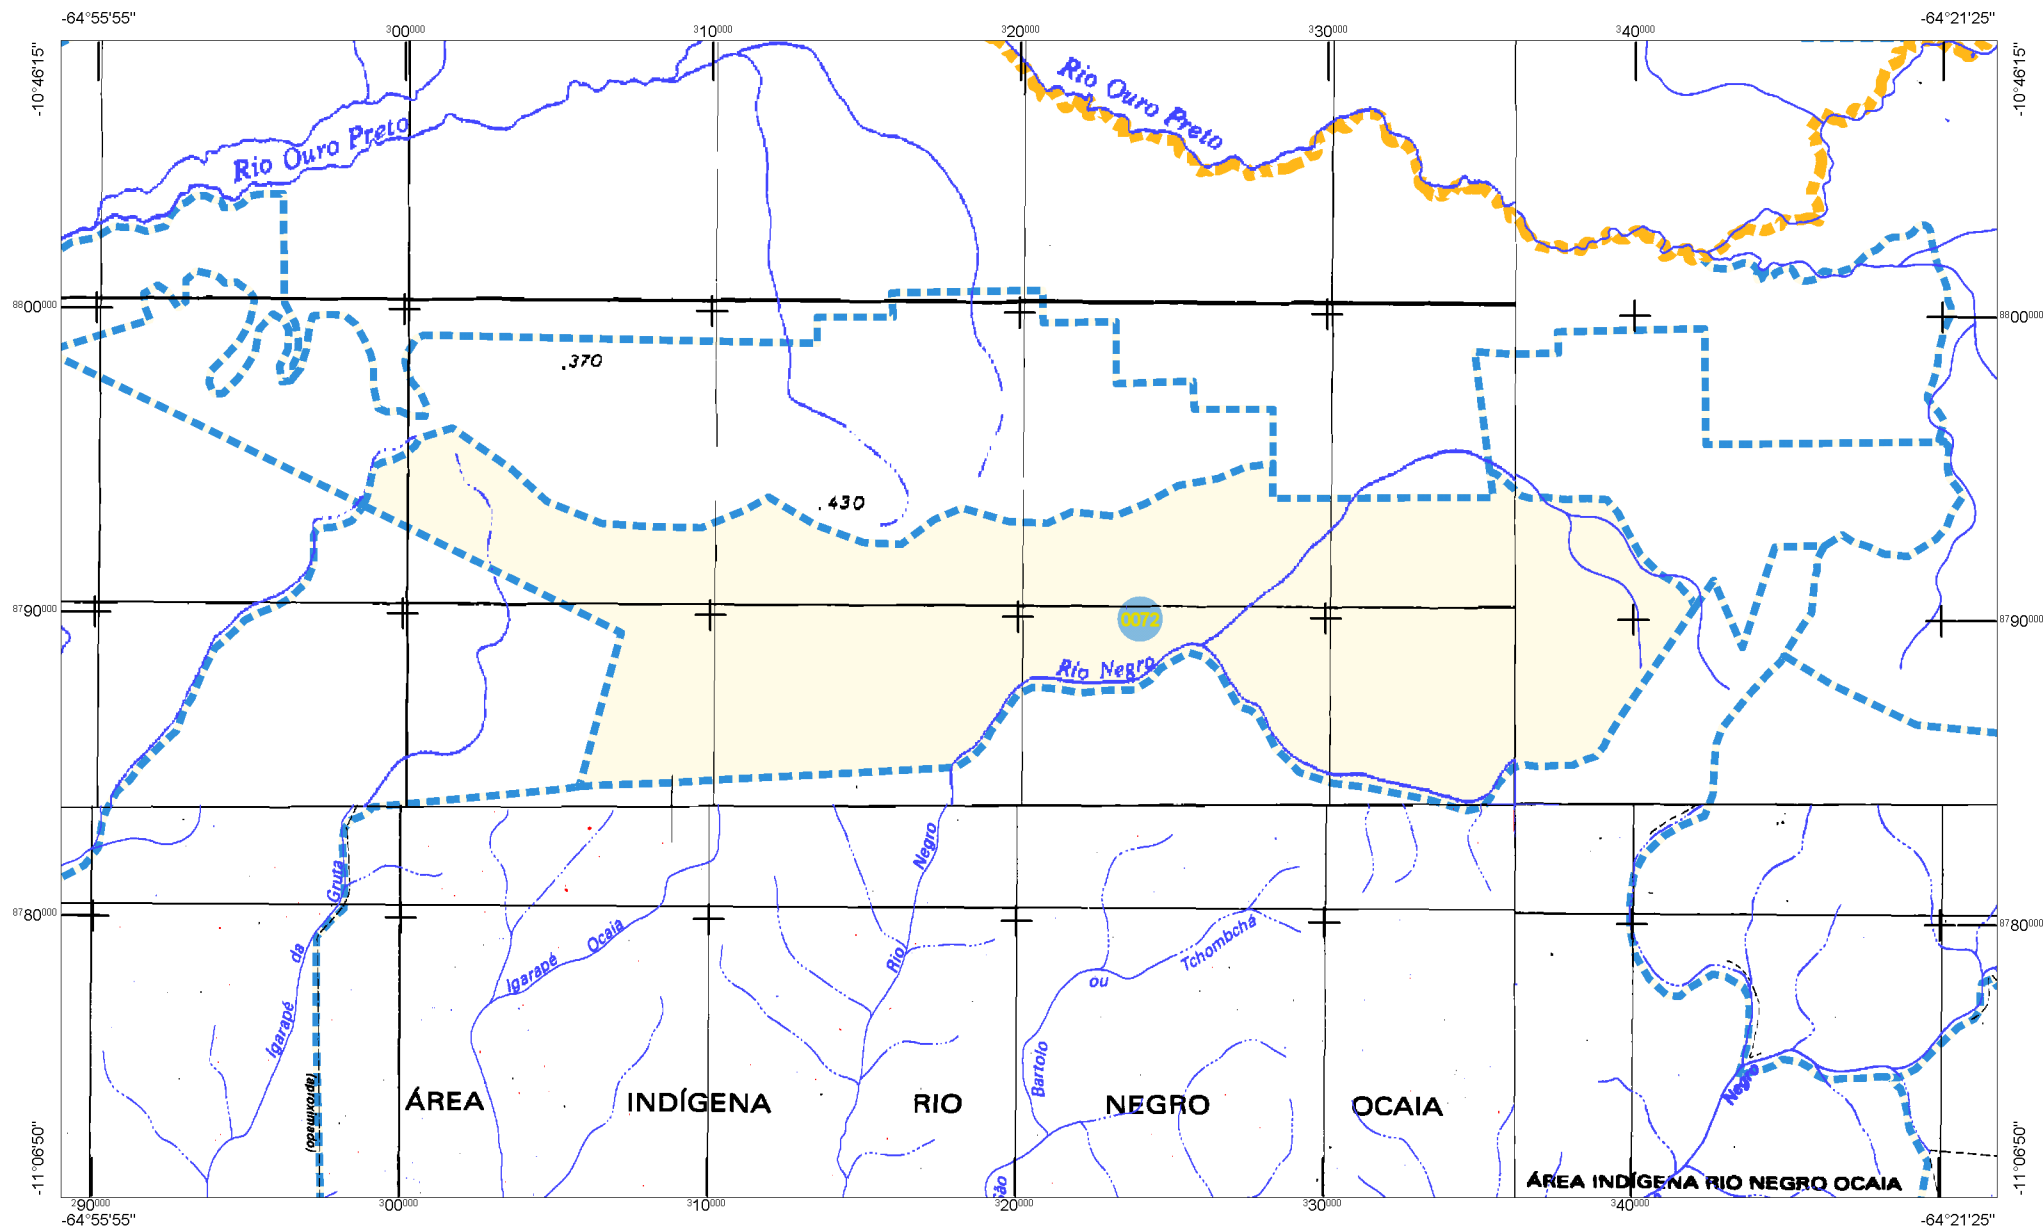 -64°55'55"
300000
310000
320000
330000
340000
-64°21'25"
-10°46'15"
-10°46'15"
Rio Ouro Preto
Rio Ouro Preto
8800000
8800000
.370
.430
8790000
0072
8790000
Rio Negro
Gruta
da
Igarapé
Igarapé Ocaia
Negro
Rio
Tchombchá
ou
Bartolo
São
8780000
8780000
(aproximado)
ÁREA INDÍGENA RIO NEGRO OCAIA
Negro
ÁREA INDÍGENA RIO NEGRO OCAIA
-11°06'50"
-11°06'50"
290000
300000
310000
320000
330000
340000
-64°55'55"
-64°21'25"